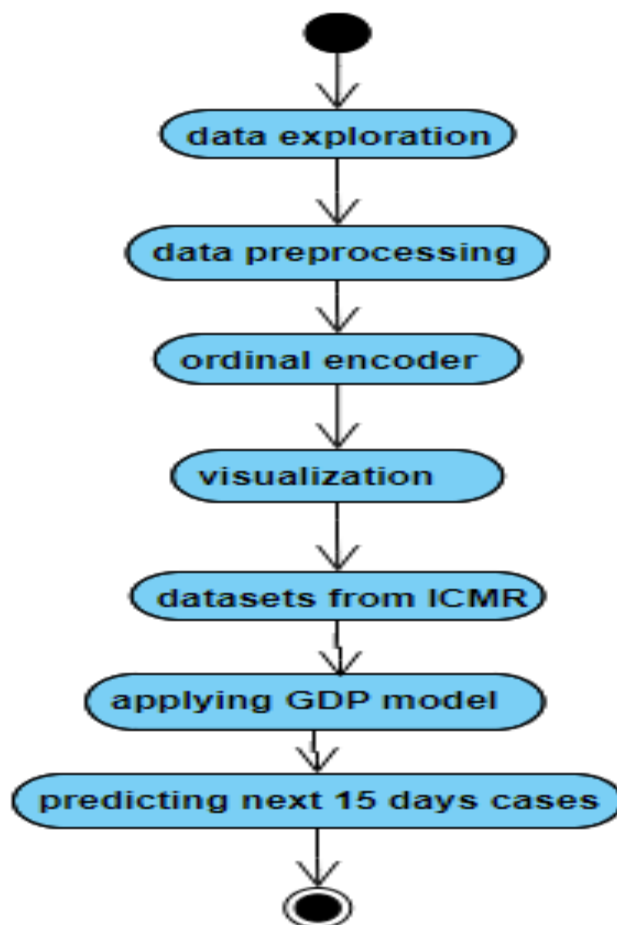 data exploration
data preprocessing
ordinal encoder
visualization
datasets from ICMR
applying GDP model
predicting next 15 days cases